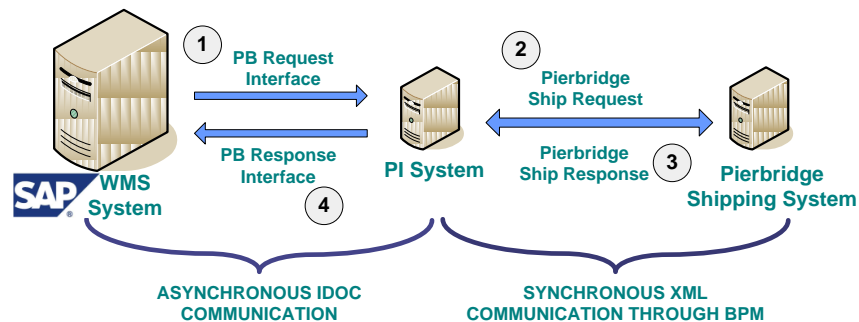 1
PB Request
Interface
2
Pierbridge
Ship Request
PB Response
Interface
4
PI System
Pierbridge
Ship Response
3
Pierbridge
Shipping System
SAP
®
WMS
System
ASYNCHRONOUS IDOC
COMMUNICATION
SYNCHRONOUS XML
COMMUNICATION THROUGH BPM